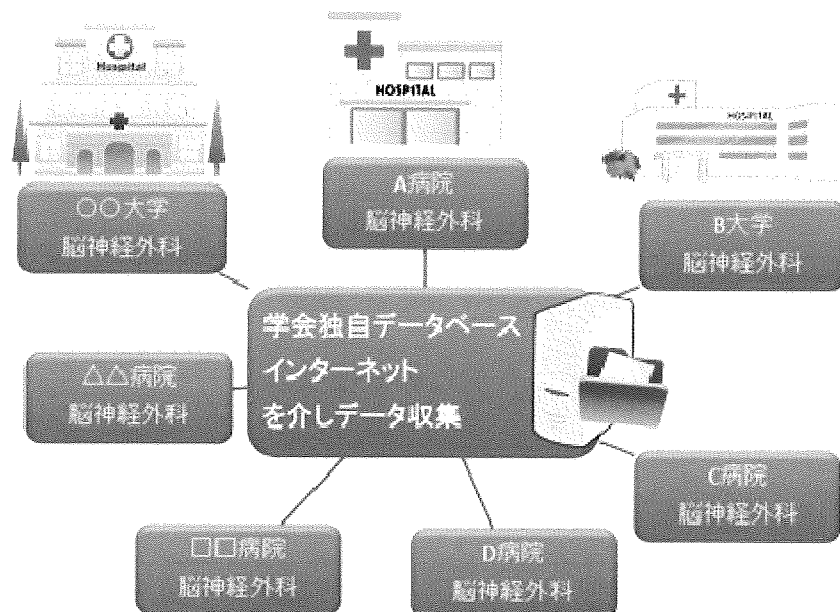 Hospital
HOSPITAL
HOSPITAL
〇〇大学
脳神経外科
A病院
脳神経外科
B大学
脳神経外科
学会独自データベース
インターネット
を介しデータ収集
△△病院
脳神経外科
C病院
脳神経外科
□□病院
脳神経外科
D病院
脳神経外科